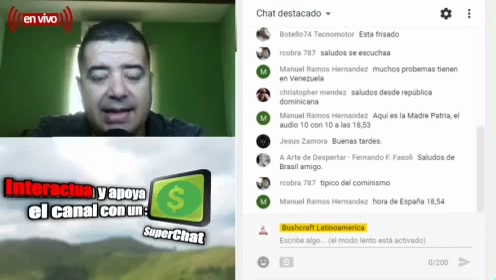 en vivo
Interactua y apoya
el canal con un :
$
SuperChat
Chat destacado
Botello74 Tecnomotor Esta frisado
rcobra 787 saludos se escuchaa
Manuel Ramos Hernandez muchos probemas tienen
en Venezuela
christopher mendez saludos desde república
dominicana
Manuel Ramos Hernandez Aqui es la Madre Patria, el
audio 10 con 10 a las 18,53
Jesus Zamora Buenas tardes.
A Arte de Despertar - Fernando F. Fasoli Saludos de
Brasil amigo.
rcobra 787 tipico del cominismo
Manuel Ramos Hernandez hora de España 18,54
Bushcraft Latinoamerica
Escribe algo... (el modo lento está activado)
0/200